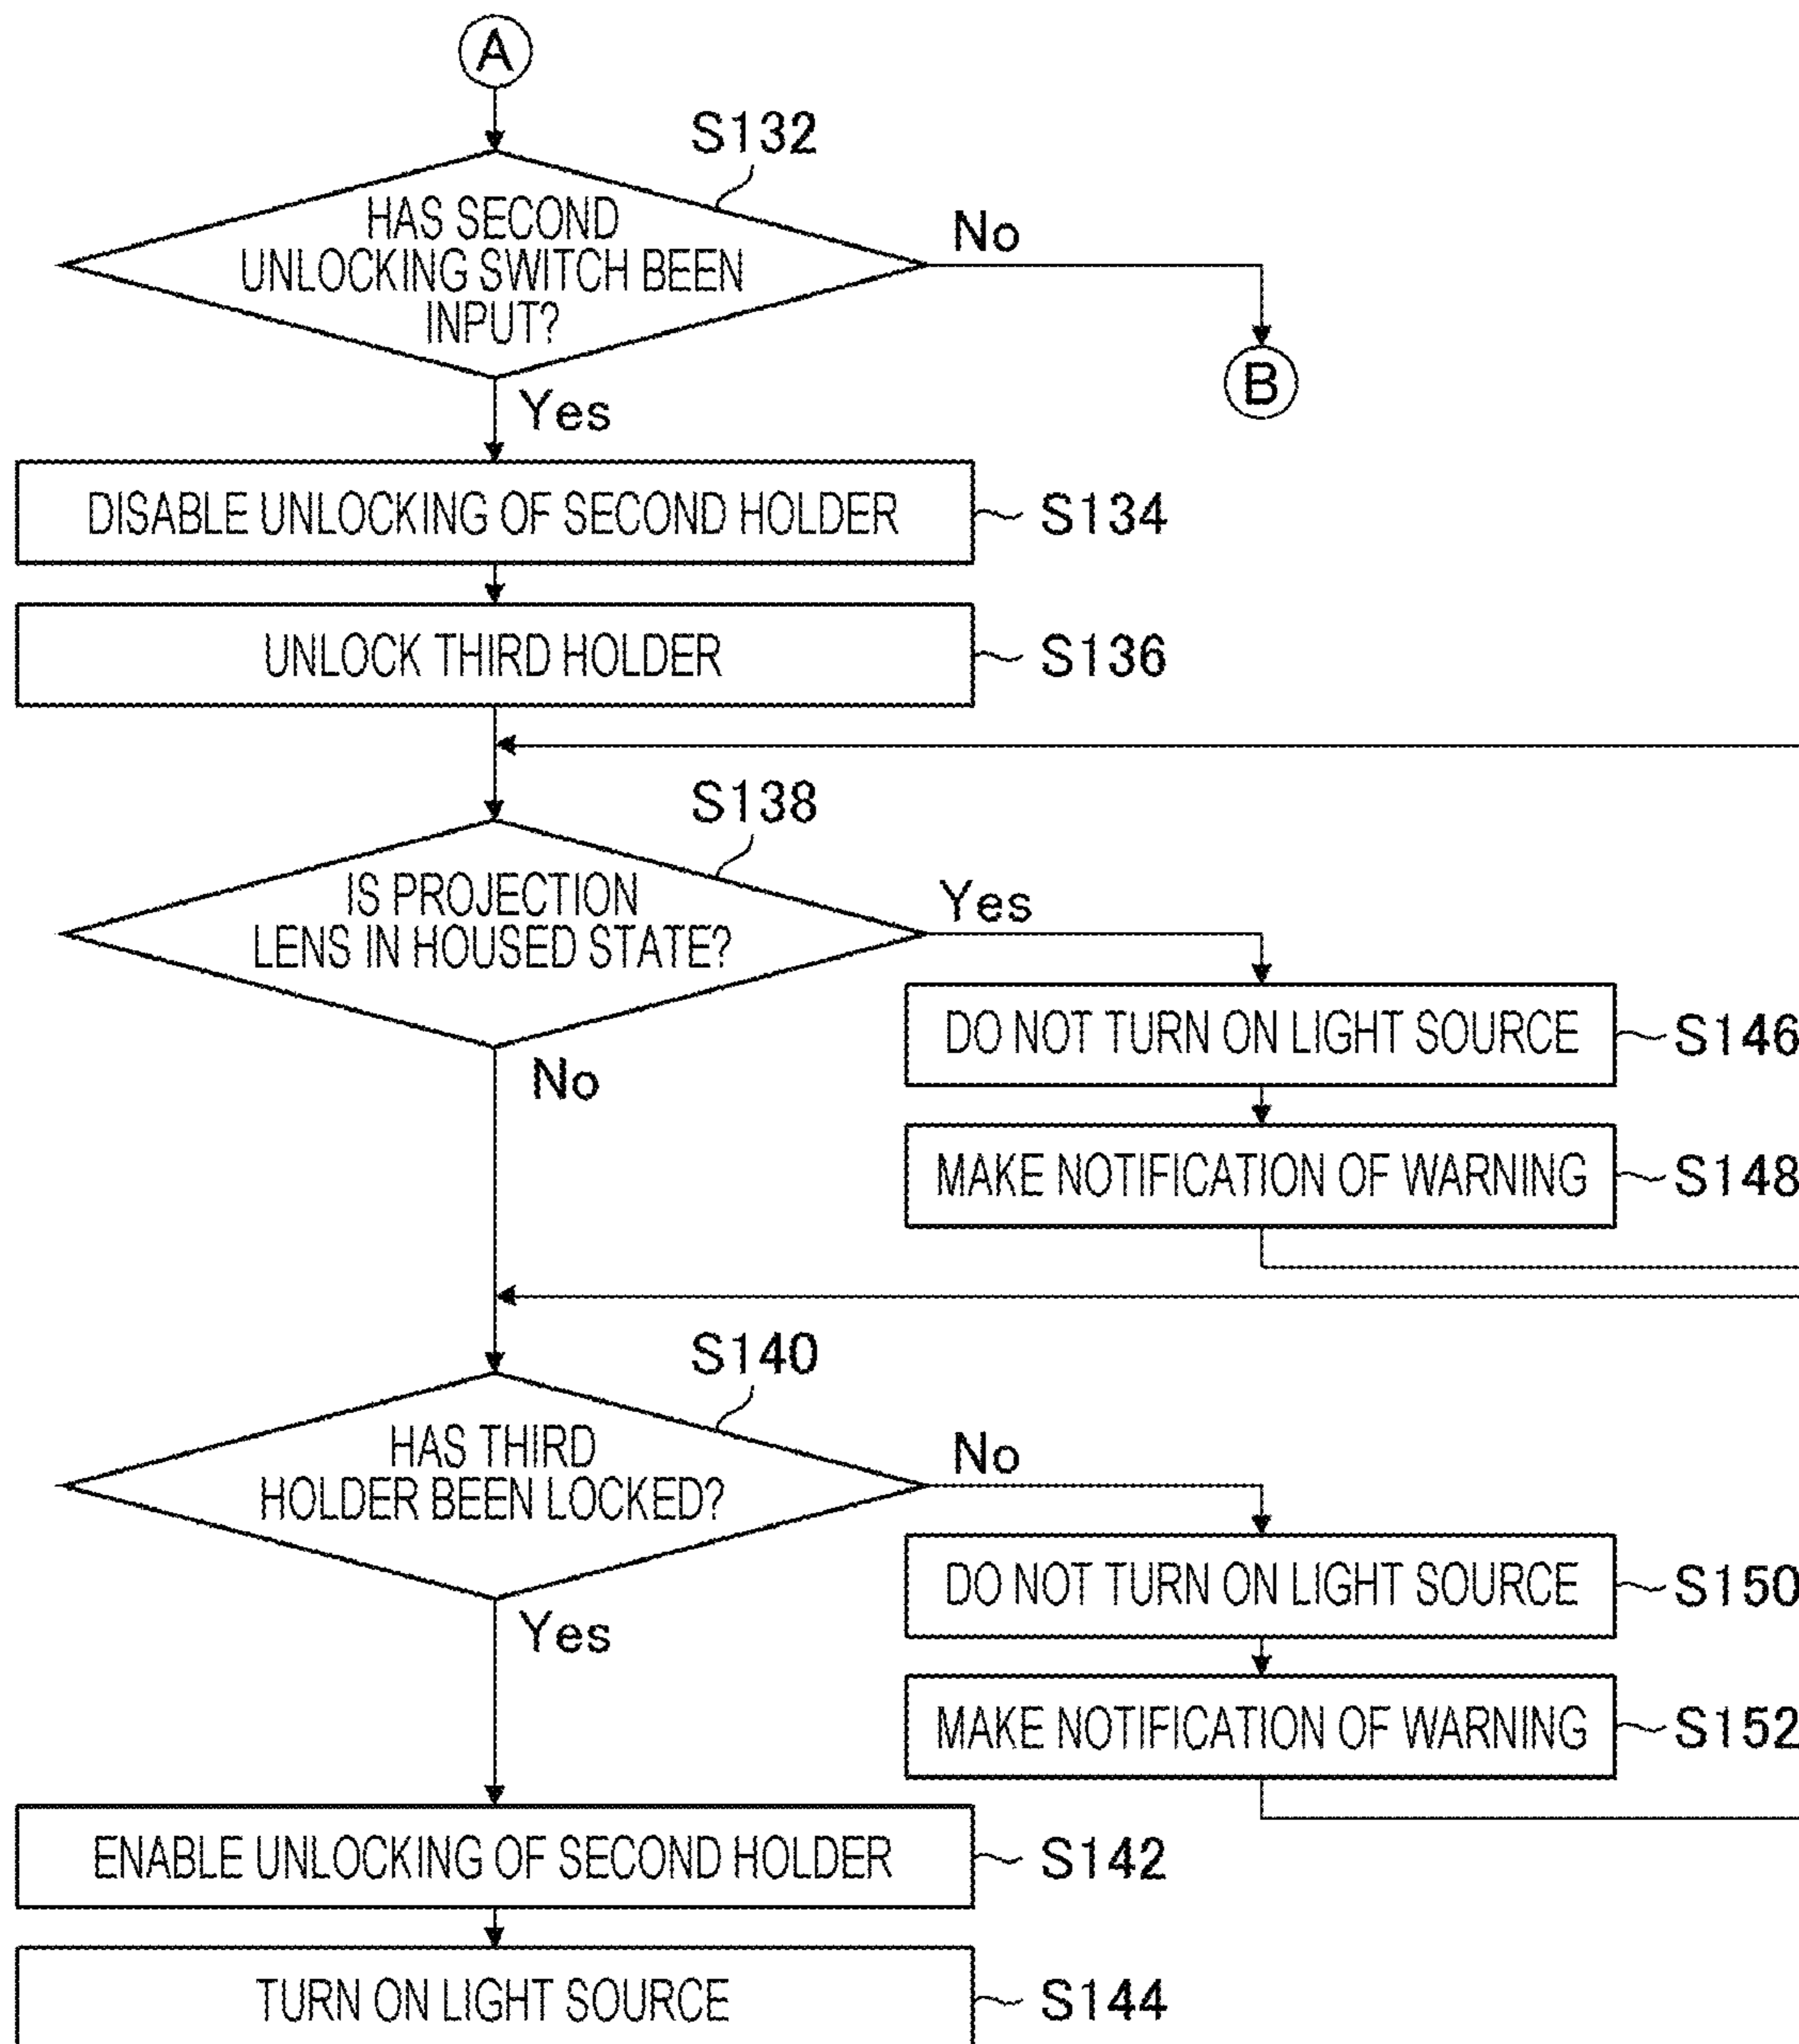 A
S132
HAS SECOND
UNLOCKING SWITCH BEEN
INPUT?
No
B
Yes
DISABLE UNLOCKING OF SECOND HOLDER
S134
UNLOCK THIRD HOLDER
S136
S138
IS PROJECTION
LENS IN HOUSED STATE?
Yes
DO NOT TURN ON LIGHT SOURCE
S146
No
MAKE NOTIFICATION OF WARNING
S148
S140
HAS THIRD
HOLDER BEEN LOCKED?
No
DO NOT TURN ON LIGHT SOURCE
S150
Yes
MAKE NOTIFICATION OF WARNING
S152
ENABLE UNLOCKING OF SECOND HOLDER
S142
TURN ON LIGHT SOURCE
S144